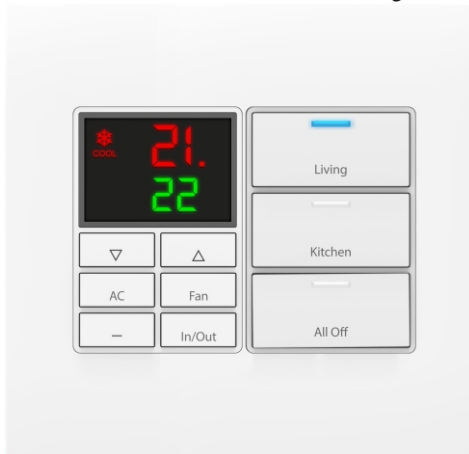 COOL
21.
22
AC
Fan
–
In/Out
Living
Kitchen
All Off